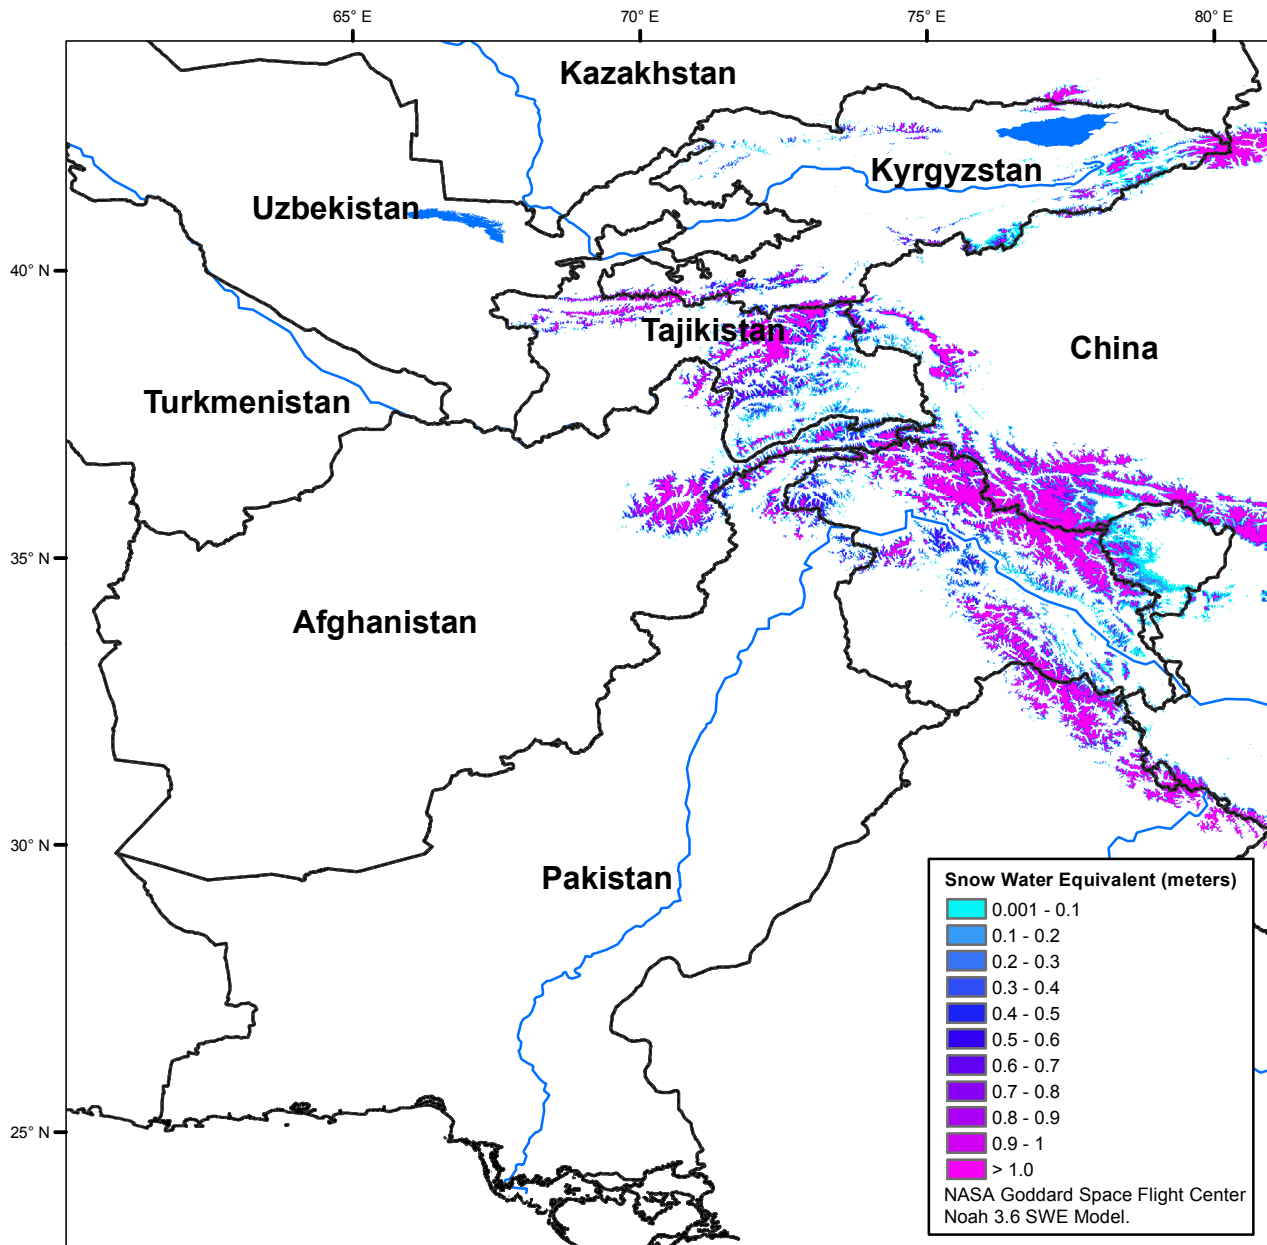 65° E
70° E
75° E
80° E
Kazakhstan
Kyrgyzstan
Uzbekistan
40° N
Tajikistan
China
Turkmenistan
35° N
Afghanistan
30° N
Pakistan
25° N
Snow Water Equivalent (meters)
0.001 - 0.1
0.1 - 0.2
0.2 - 0.3
0.3 - 0.4
0.4 - 0.5
0.5 - 0.6
0.6 - 0.7
0.7 - 0.8
0.8 - 0.9
0.9 - 1
> 1.0
NASA Goddard Space Flight Center
Noah 3.6 SWE Model.